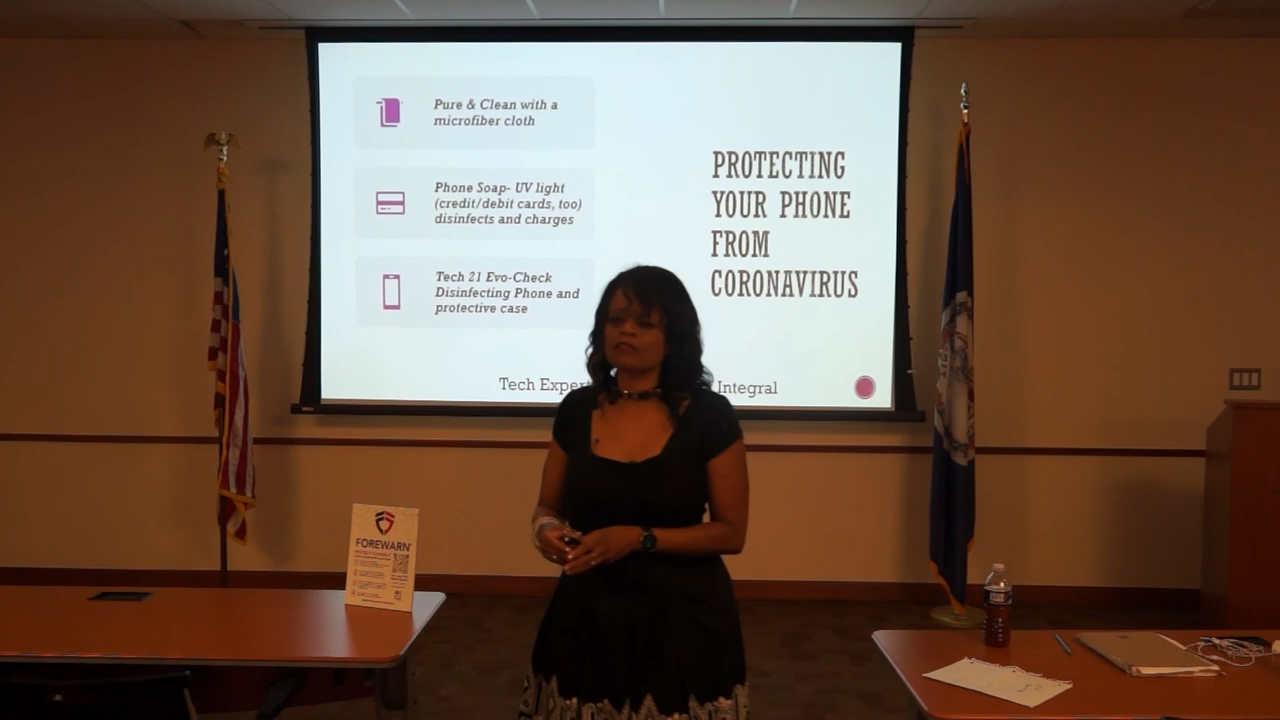 Pure & Clean with a
microfiber cloth
Phone Soap- UV light
(credit/debit cards, too)
disinfects and charges
Tech 21 Evo-Check
Disinfecting Phone and
protective case
PROTECTING
YOUR PHONE
FROM
CORONAVIRUS
Tech Exper Integral
FOREWARN